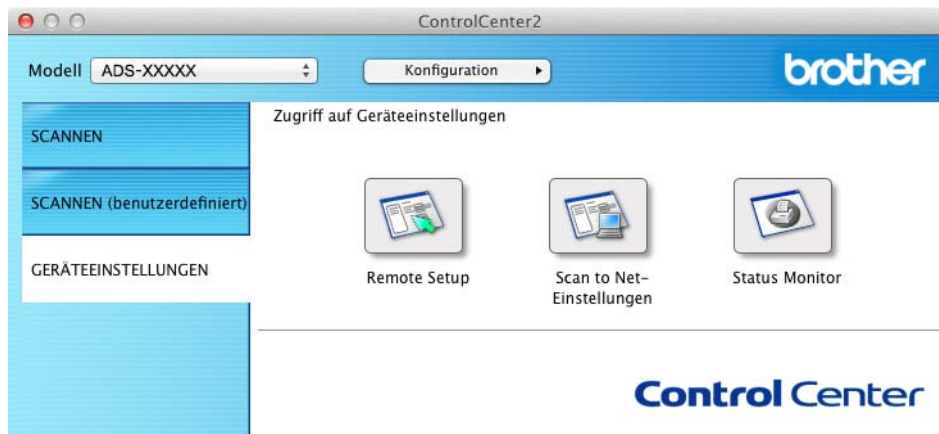 ControlCenter2
Modell ADS-XXXXX Konfiguration brother
SCANNEN
SCANNEN (benutzerdefiniert)
GERÄTEEINSTELLUNGEN
Zugriff auf Geräteeinstellungen
Remote Setup
Scan to Net-
Einstellungen
Status Monitor
Control Center